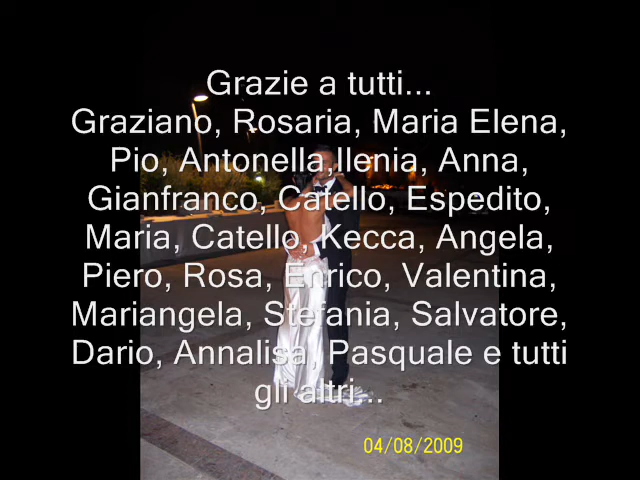 Grazie a tutti...
Graziano, Rosaria, Maria Elena,
Pio, Antonella,Ilenia, Anna,
Gianfranco, Catello, Espedito,
Maria, Catello, Kecca, Angela,
Piero, Rosa, Enrico, Valentina,
Mariangela, Stefania, Salvatore,
Dario, Annalisa, Pasquale e tutti
gli altri...
04/08/2009